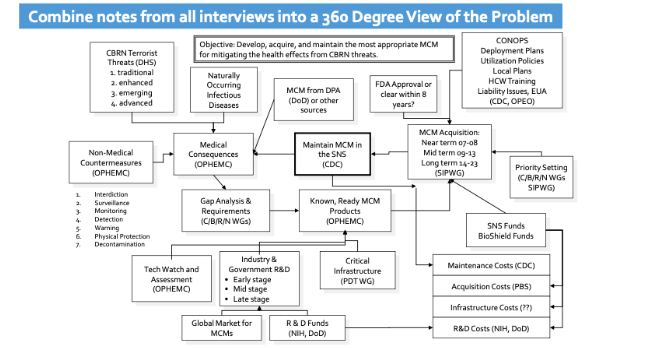 Combine notes from all interviews into a 360 Degree View of the Problem
CBRN Terrorist
Threats (DHS)
1. traditional
2. enhanced
3. emerging
4. advanced
Naturally
Occurring
Infectious
Diseases
Objective: Develop, acquire, and maintain the most appropriate MCM
for mitigating the health effects from CBRN threats.
MCM from DPA
(DoD) or other
sources
FDA Approval or
clear within 8
years?
CONOPS
Deployment Plans
Utilization Policies
Local Plans
HCW Training
Liability Issues, EUA
(CDC, OPEO)
Non-Medical
Countermeasures
(OPHEMC)
1. Interdiction
2. Surveillance
3. Monitoring
4. Detection
5. Warning
6. Physical Protection
7. Decontamination
Medical
Consequences
(OPHEMC)
Maintain MCM in
the SNS
(CDC)
MCM Acquisition:
Near term 07-08
Mid term 09-13
Long term 14-23
(SIPWG)
Priority Setting
(C/B/R/N WGs
SIPWG)
Gap Analysis &
Requirements
(C/B/R/N WGs)
Known, Ready MCM
Products
(OPHEMC)
SNS Funds
BioShield Funds
Tech Watch and
Assessment
(OPHEMC)
Industry &
Government R&D
• Early stage
• Mid stage
• Late stage
Critical
Infrastructure
(PDT WG)
Maintenance Costs (CDC)
Acquisition Costs (PBS)
Infrastructure Costs (??)
R&D Costs (NIH, DoD)
Global Market for
MCMs
R & D Funds
(NIH, DoD)